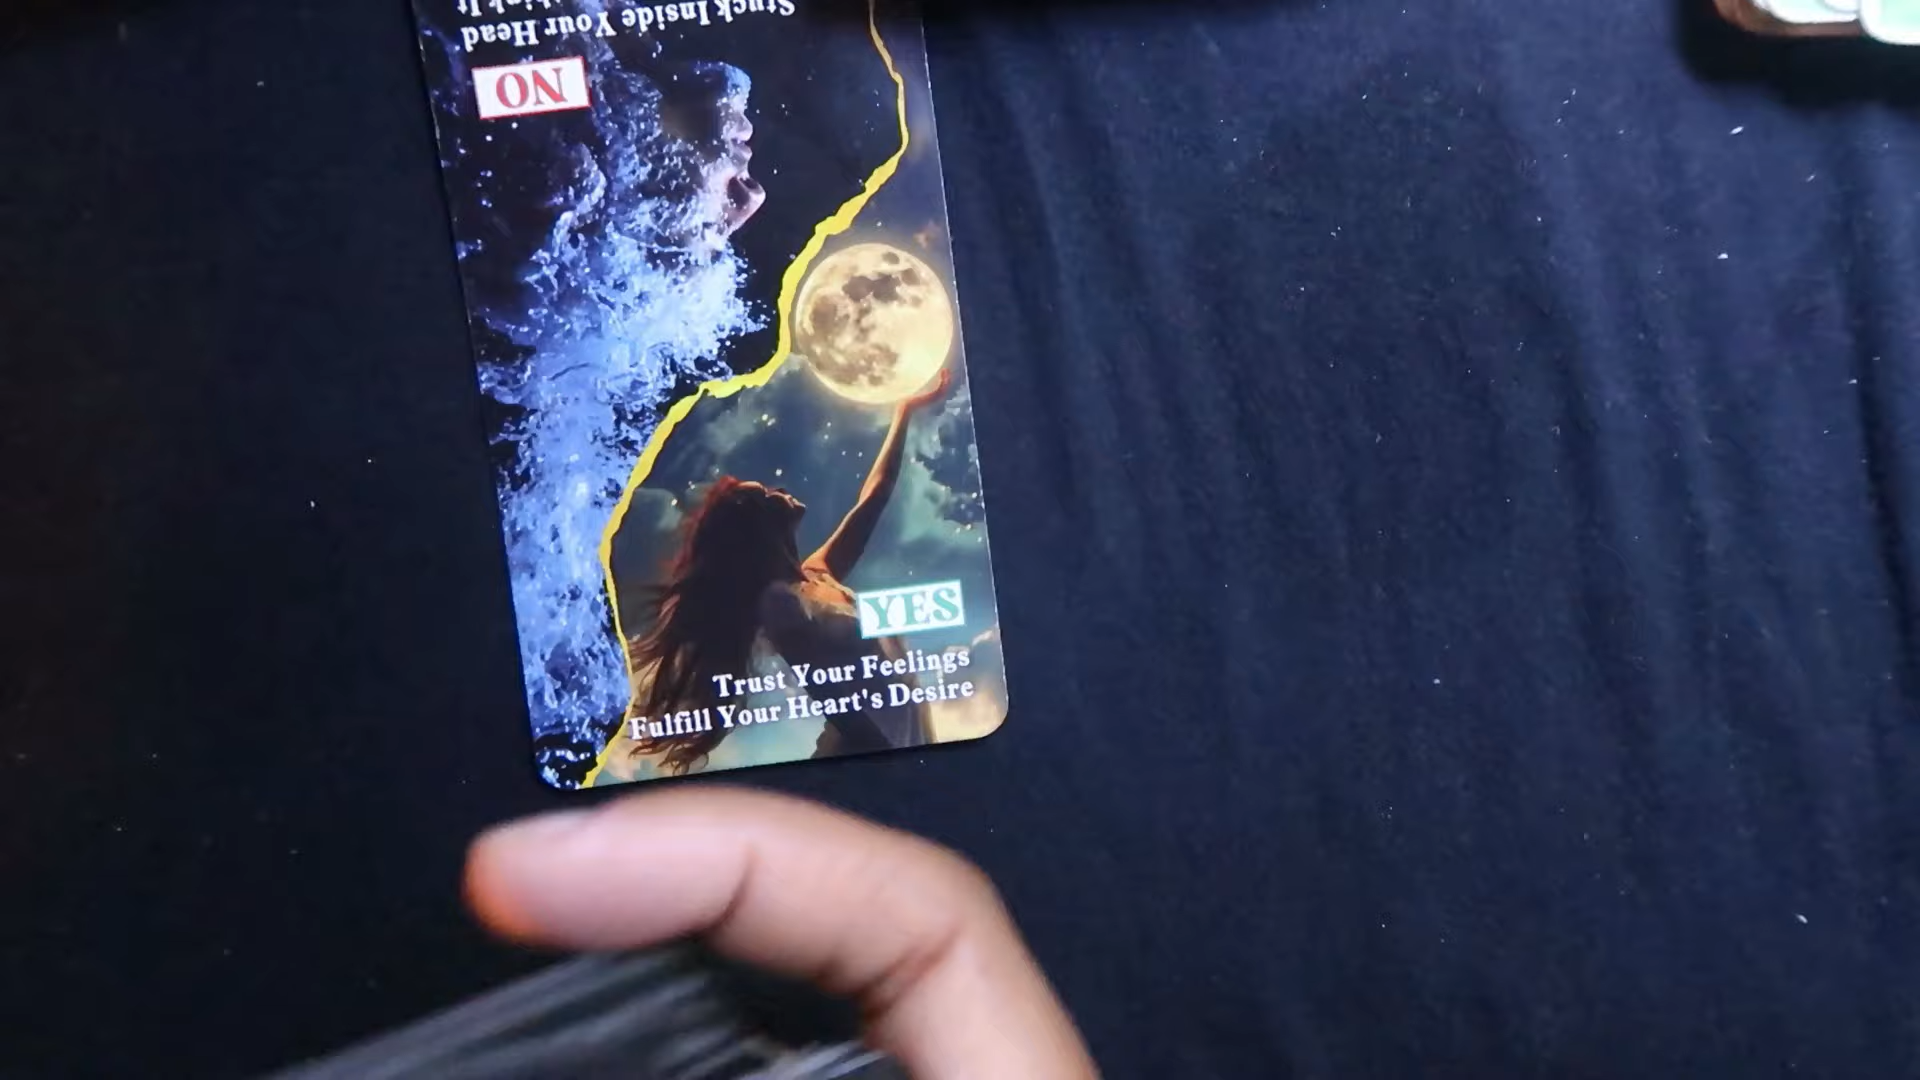 Stuck Inside Your Head
NO
YES
Trust Your Feelings
Fulfill Your Heart's Desire